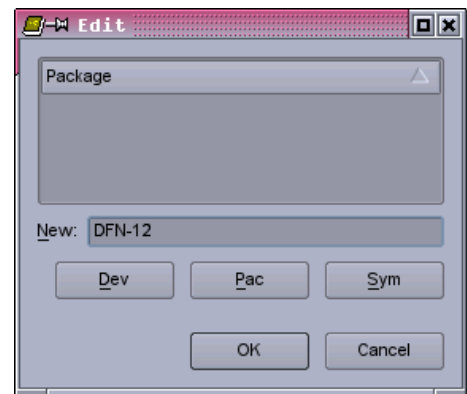 Edit
Package
New: DFN-12
Dev Pac Sym
OK Cancel